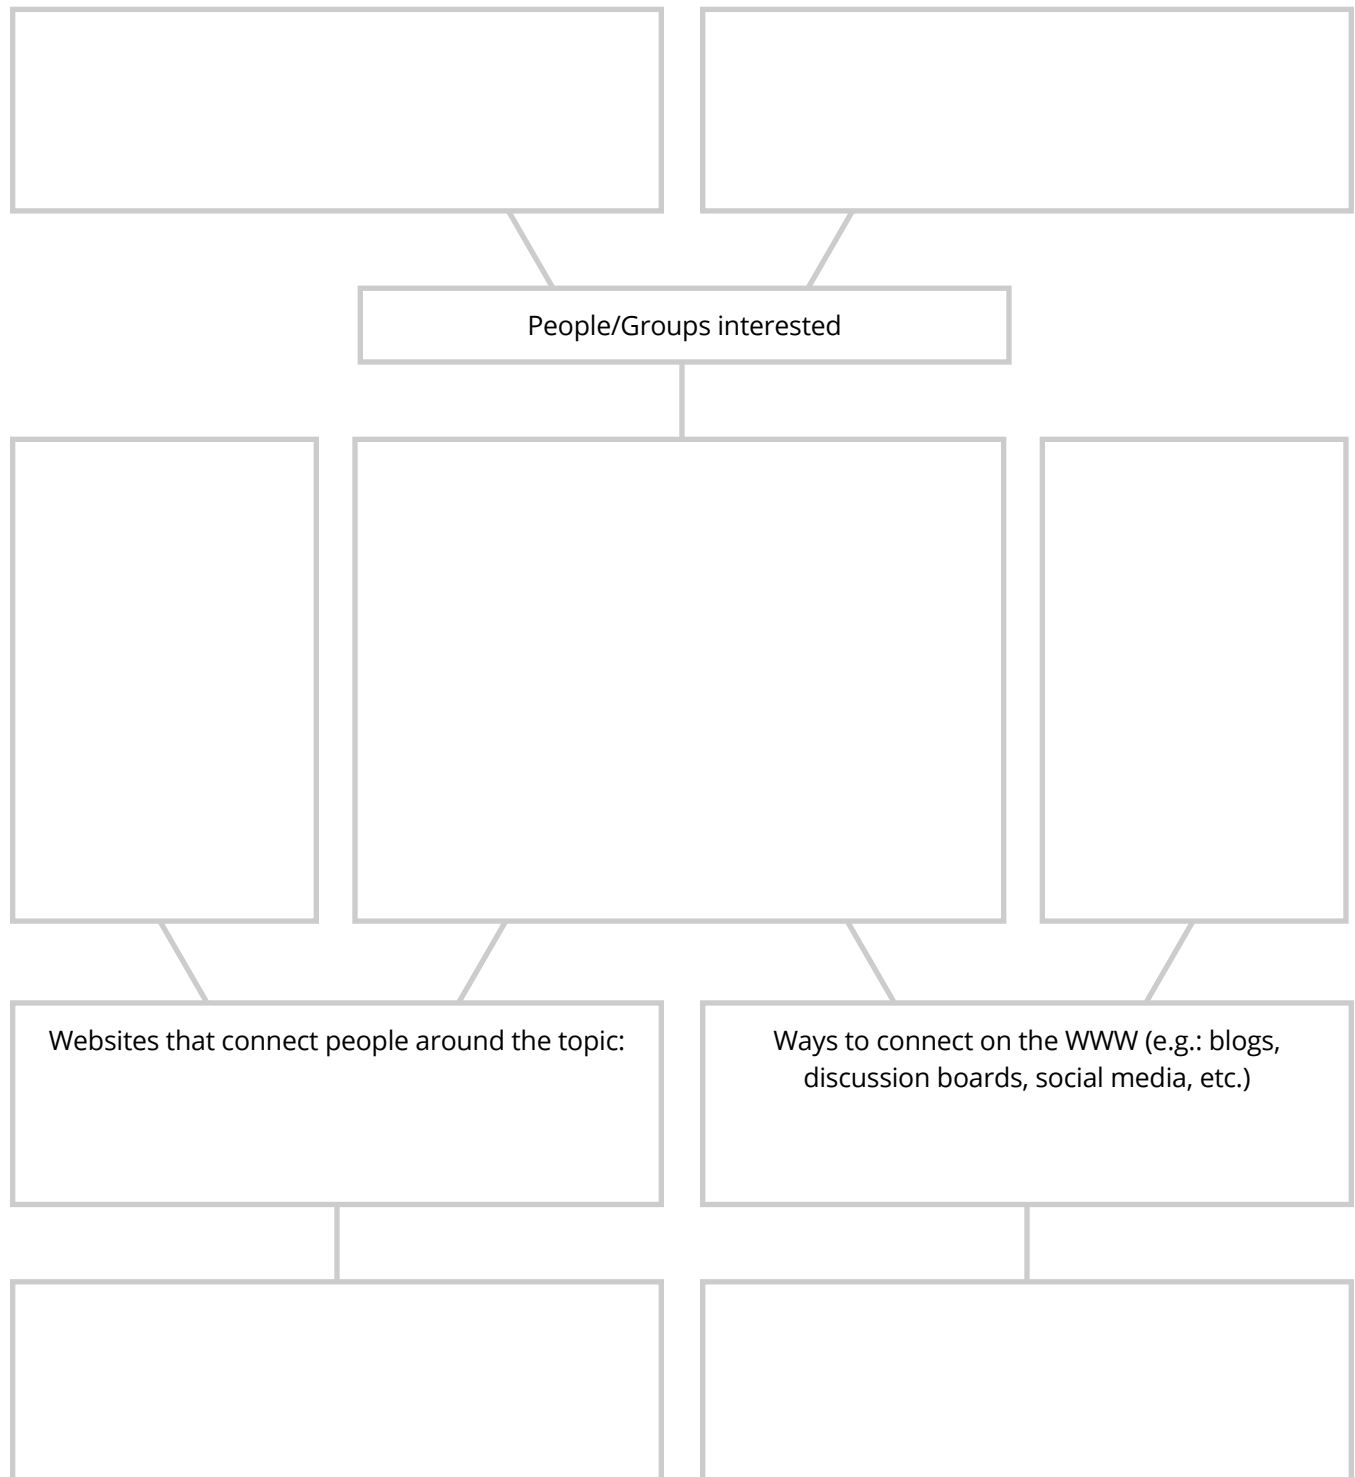 People/Groups interested
Websites that connect people around the topic:
Ways to connect on the WWW (e.g.: blogs,
discussion boards, social media, etc.)